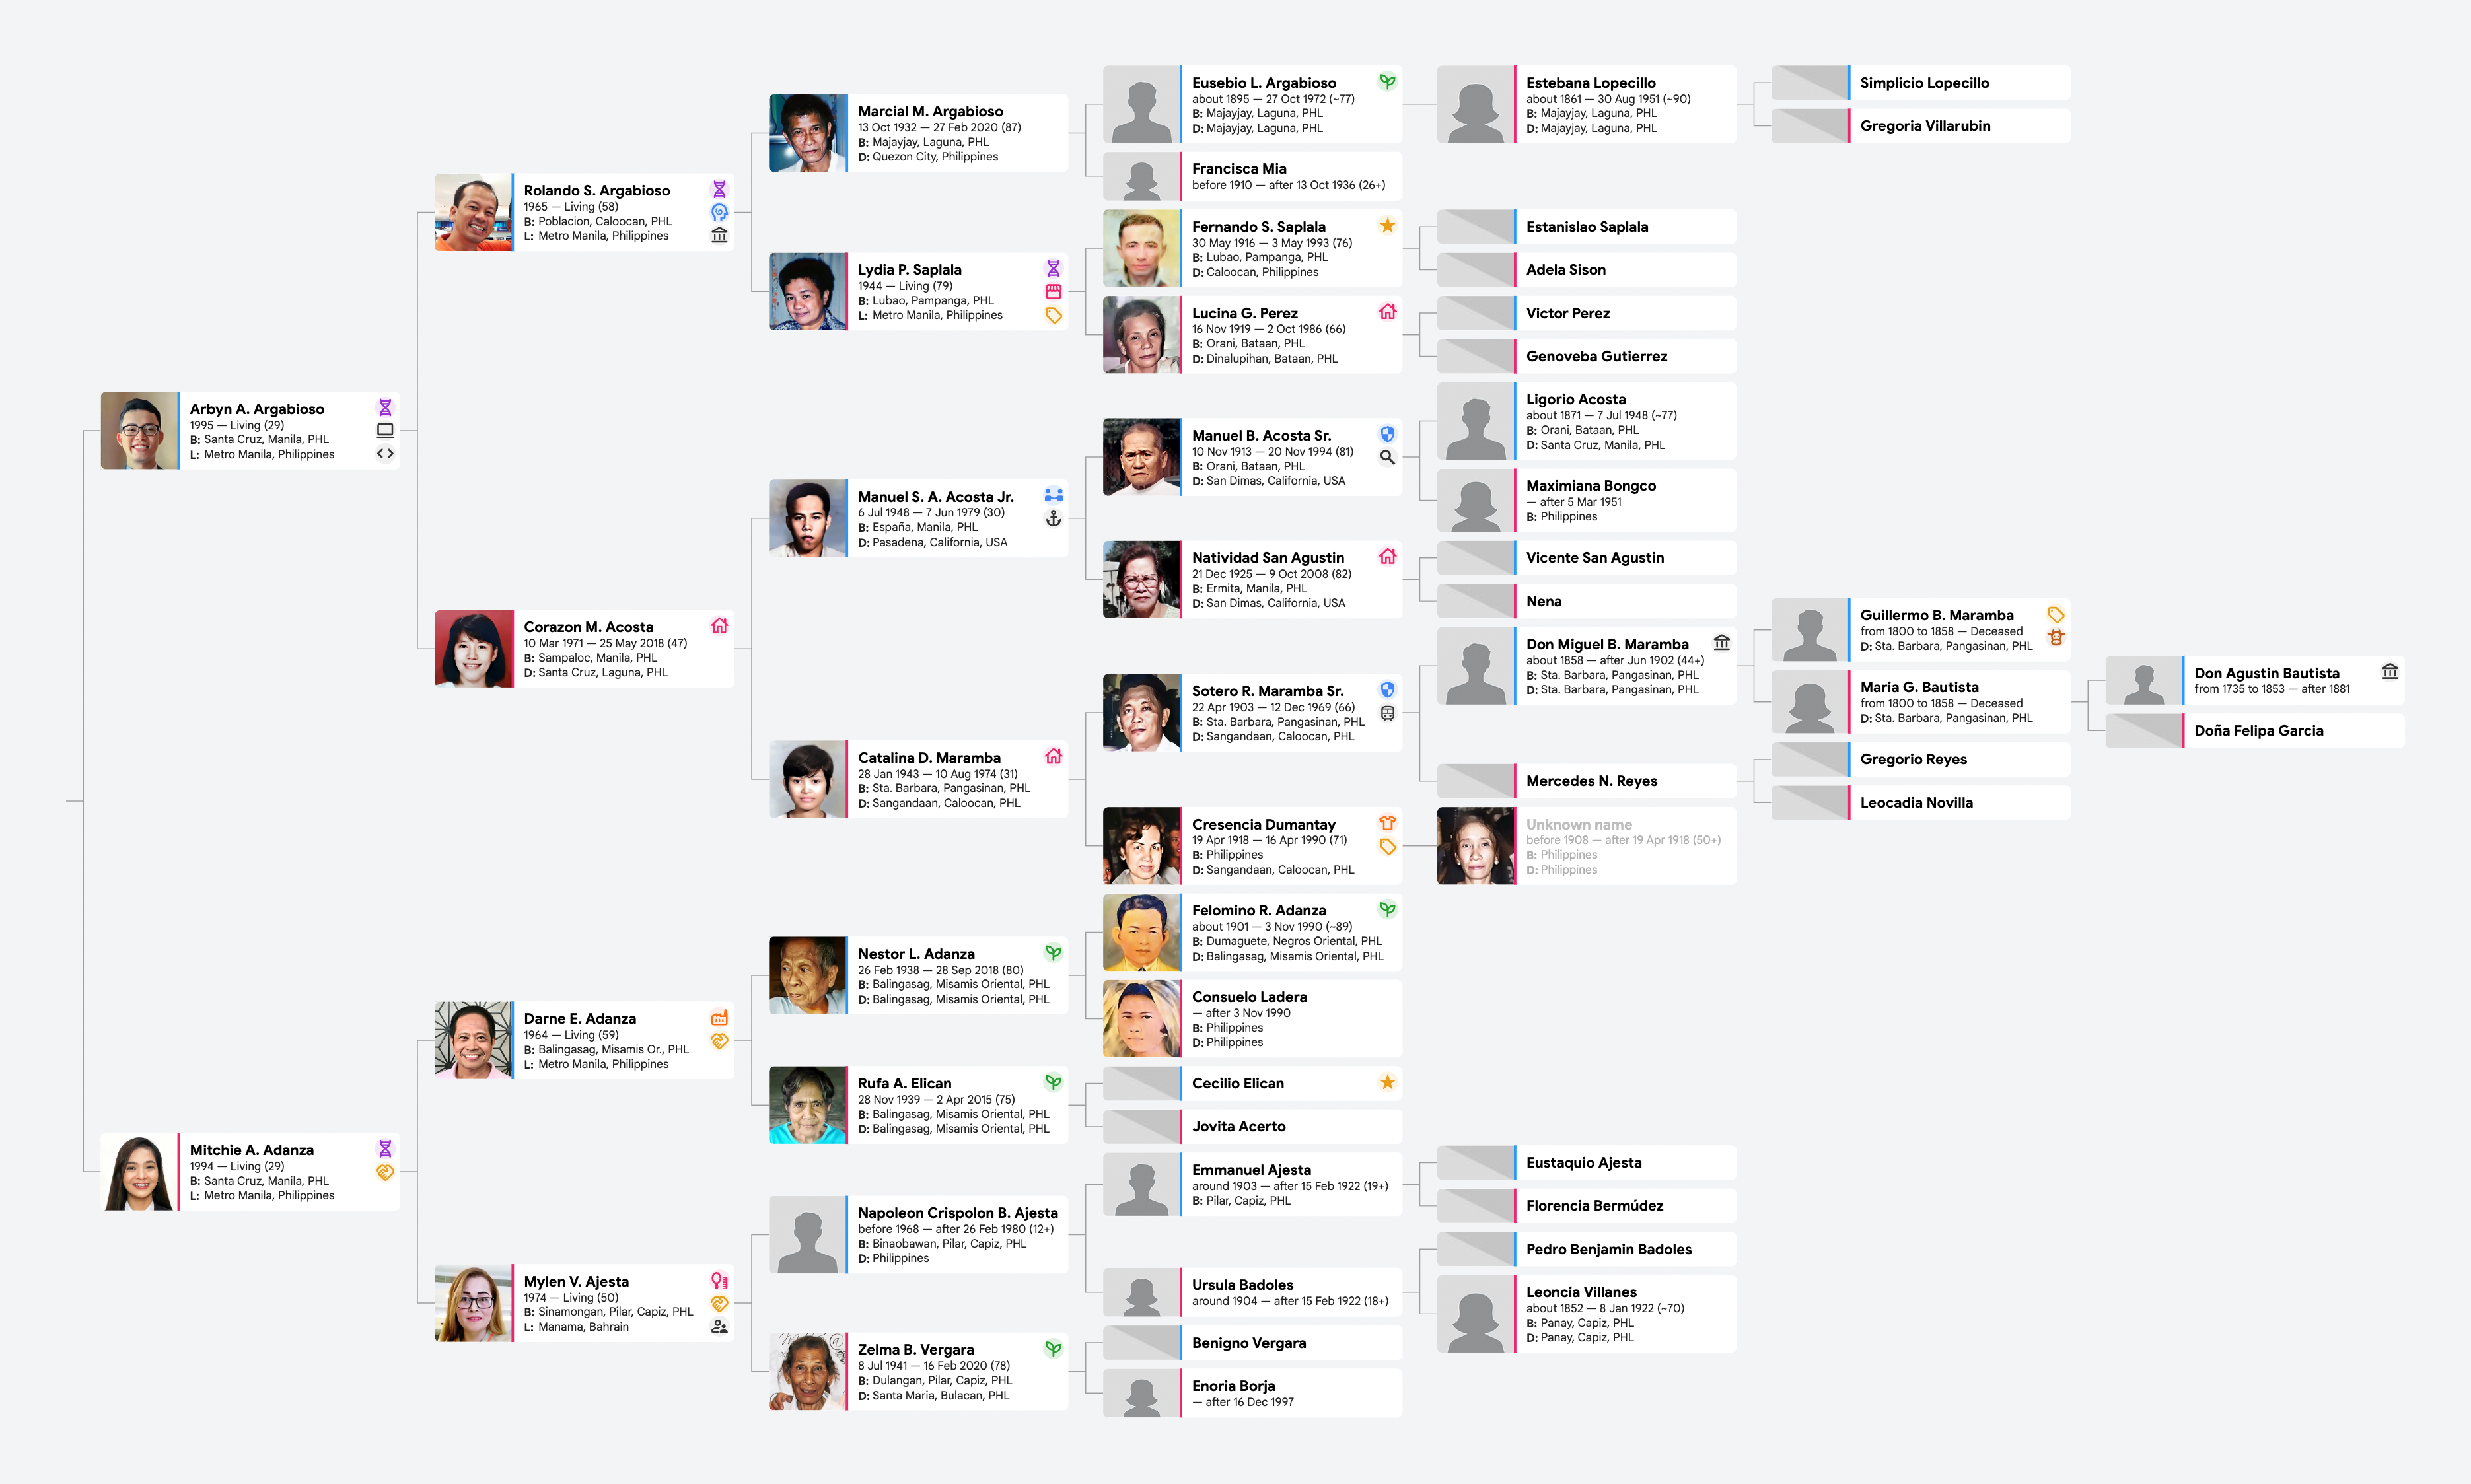 Arbyn A. Argabioso
1995 — Living (29)
B: Santa Cruz, Manila, PHL
L: Metro Manila, Philippines
Mitchie A. Adanza
1994 — Living (29)
B: Santa Cruz, Manila, PHL
L: Metro Manila, Philippines
Rolando S. Argabioso
1965 — Living (58)
B: Poblacion, Caloocan, PHL
L: Metro Manila, Philippines
Corazon M. Acosta
10 Mar 1971 — 25 May 2018 (47)
B: Sampaloc, Manila, PHL
D: Santa Cruz, Laguna, PHL
Darne E. Adanza
1964 — Living (59)
B: Balingasag, Misamis Or., PHL
L: Metro Manila, Philippines
Mylen V. Ajesta
1974 — Living (50)
B: Sinamongan, Pilar, Capiz, PHL
L: Manama, Bahrain
Marcial M. Argabioso
13 Oct 1932 — 27 Feb 2020 (87)
B: Majayjay, Laguna, PHL
D: Quezon City, Philippines
Lydia P. Saplala
1944 — Living (79)
B: Lubao, Pampanga, PHL
L: Metro Manila, Philippines
Manuel S. A. Acosta Jr.
6 Jul 1948 — 7 Jun 1979 (30)
B: España, Manila, PHL
D: Pasadena, California, USA
Catalina D. Maramba
28 Jan 1943 — 10 Aug 1974 (31)
B: Sta. Barbara, Pangasinan, PHL
D: Sangandaan, Caloocan, PHL
Nestor L. Adanza
26 Feb 1938 — 28 Sep 2018 (80)
B: Balingasag, Misamis Oriental, PHL
D: Balingasag, Misamis Oriental, PHL
Rufa A. Elican
28 Nov 1939 — 2 Apr 2015 (75)
B: Balingasag, Misamis Oriental, PHL
D: Balingasag, Misamis Oriental, PHL
Napoleon Crispolon B. Ajesta
before 1968 — after 26 Feb 1980 (12+)
B: Binaobawan, Pilar, Capiz, PHL
D: Philippines
Zelma B. Vergara
8 Jul 1941 — 16 Feb 2020 (78)
B: Dulangan, Pilar, Capiz, PHL
D: Santa Maria, Bulacan, PHL
Eusebio L. Argabioso
about 1895 — 27 Oct 1972 (~77)
B: Majayjay, Laguna, PHL
D: Majayjay, Laguna, PHL
Francisca Mia
before 1910 — after 13 Oct 1936 (26+)
Fernando S. Saplala
30 May 1916 — 3 May 1993 (76)
B: Lubao, Pampanga, PHL
D: Caloocan, Philippines
Lucina G. Perez
16 Nov 1919 — 2 Oct 1986 (66)
B: Orani, Bataan, PHL
D: Dinalupihan, Bataan, PHL
Manuel B. Acosta Sr.
10 Nov 1913 — 20 Nov 1994 (81)
B: Orani, Bataan, PHL
D: San Dimas, California, USA
Natividad San Agustin
21 Dec 1925 — 9 Oct 2008 (82)
B: Ermita, Manila, PHL
D: San Dimas, California, USA
Sotero R. Maramba Sr.
22 Apr 1903 — 12 Dec 1969 (66)
B: Sta. Barbara, Pangasinan, PHL
D: Sangandaan, Caloocan, PHL
Cresencia Dumantay
19 Apr 1918 — 16 Apr 1990 (71)
B: Philippines
D: Sangandaan, Caloocan, PHL
Felomino R. Adanza
about 1901 — 3 Nov 1990 (~89)
B: Dumaguete, Negros Oriental, PHL
D: Balingasag, Misamis Oriental, PHL
Consuelo Ladera
— after 3 Nov 1990
B: Philippines
D: Philippines
Cecilio Elican
Jovita Acerto
Emmanuel Ajesta
around 1903 — after 15 Feb 1922 (19+)
B: Pilar, Capiz, PHL
Ursula Badoles
around 1904 — after 15 Feb 1922 (18+)
Benigno Vergara
Enoria Borja
— after 16 Dec 1997
Estebana Lopecillo
about 1861 — 30 Aug 1951 (~90)
B: Majayjay, Laguna, PHL
D: Majayjay, Laguna, PHL
Estanislao Saplala
Adela Sison
Victor Perez
Genoveba Gutierrez
Ligorio Acosta
about 1871 — 7 Jul 1948 (~77)
B: Orani, Bataan, PHL
D: Santa Cruz, Manila, PHL
Maximiana Bongco
— after 5 Mar 1951
B: Philippines
Vicente San Agustin
Nena
Don Miguel B. Maramba
about 1858 — after Jun 1902 (44+)
B: Sta. Barbara, Pangasinan, PHL
D: Sta. Barbara, Pangasinan, PHL
Mercedes N. Reyes
Unknown name
before 1908 — after 19 Apr 1918 (50+)
B: Philippines
D: Philippines
Eustaquio Ajesta
Florencia Bermúdez
Pedro Benjamin Badoles
Leoncia Villanes
about 1852 — 8 Jan 1922 (~70)
B: Panay, Capiz, PHL
D: Panay, Capiz, PHL
Simplicio Lopecillo
Gregoria Villarubin
Guillermo B. Maramba
from 1800 to 1858 — Deceased
D: Sta. Barbara, Pangasinan, PHL
Maria G. Bautista
from 1800 to 1858 — Deceased
D: Sta. Barbara, Pangasinan, PHL
Gregorio Reyes
Leocadia Novilla
Don Agustin Bautista
from 1735 to 1853 — after 1881
Doña Felipa Garcia